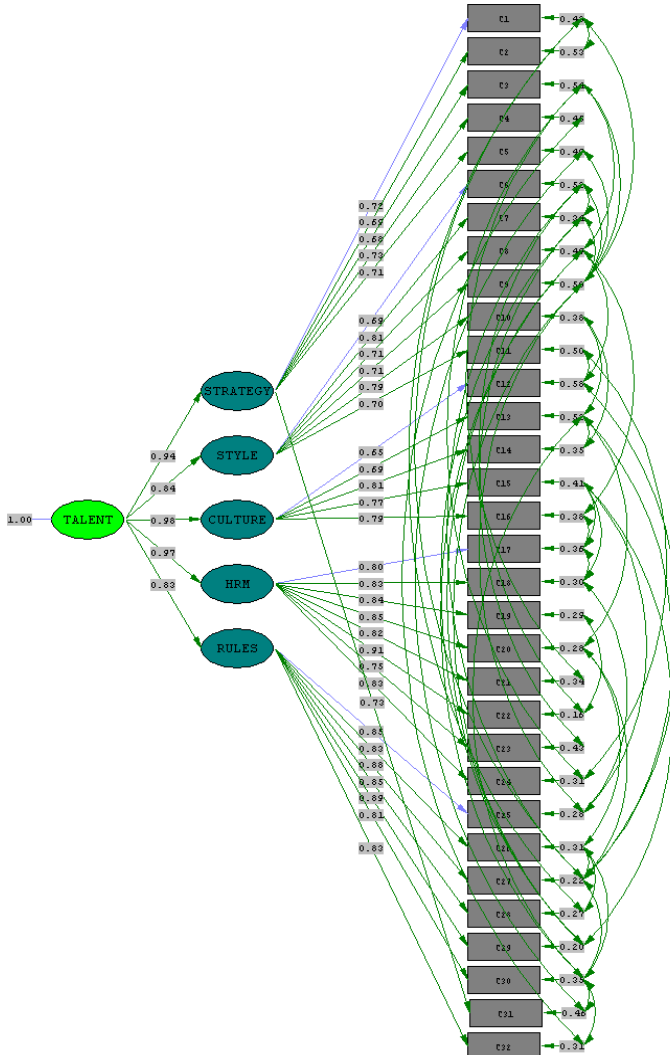 C1
C2
0.53
C3
0.54
C4
C5
C6
C7
C8
C9
C10
0.38
C11
0.50
C12
0.58
C13
C14
0.35
C15
0.41
C16
0.38
C17
0.36
C18
0.30
C19
0.29
C20
0.28
C21
0.34
C22
0.16
C23
0.43
C24
0.31
C25
0.28
C26
0.31
C27
0.22
C28
0.27
C29
0.20
C30
0.35
C31
0.46
C32
0.31
0.72
0.69
0.68
0.73
0.71
0.69
0.81
0.71
0.71
0.79
0.70
0.65
0.69
0.81
0.77
0.79
0.80
0.83
0.84
0.85
0.82
0.91
0.75
0.83
0.73
0.85
0.83
0.88
0.85
0.89
0.81
0.83
STRATEGY
STYLE
CULTURE
HRM
RULES
0.94
0.84
0.98
0.97
0.83
1.00
TALENT